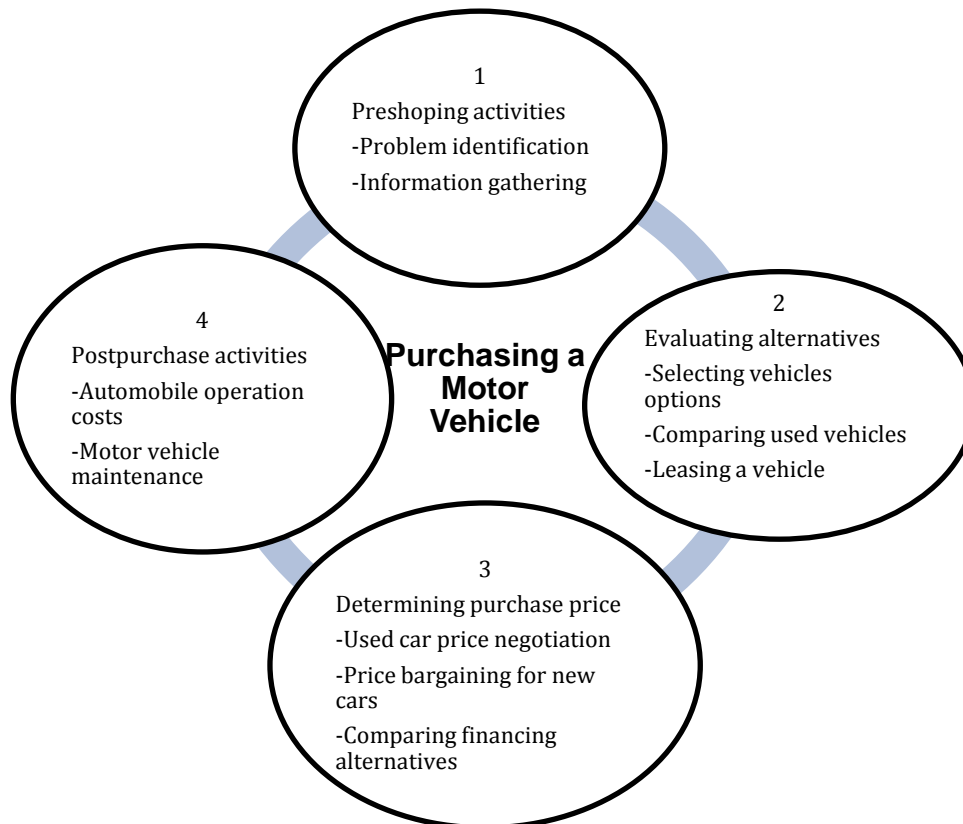 1
Preshoping activities
-Problem identification
-Information gathering
2
Evaluating alternatives
-Selecting vehicles
options
-Comparing used vehicles
-Leasing a vehicle
3
Determining purchase price
-Used car price negotiation
-Price bargaining for new
cars
-Comparing financing
alternatives
4
Postpurchase activities
-Automobile operation
costs
-Motor vehicle
maintenance
Purchasing a
Motor
Vehicle